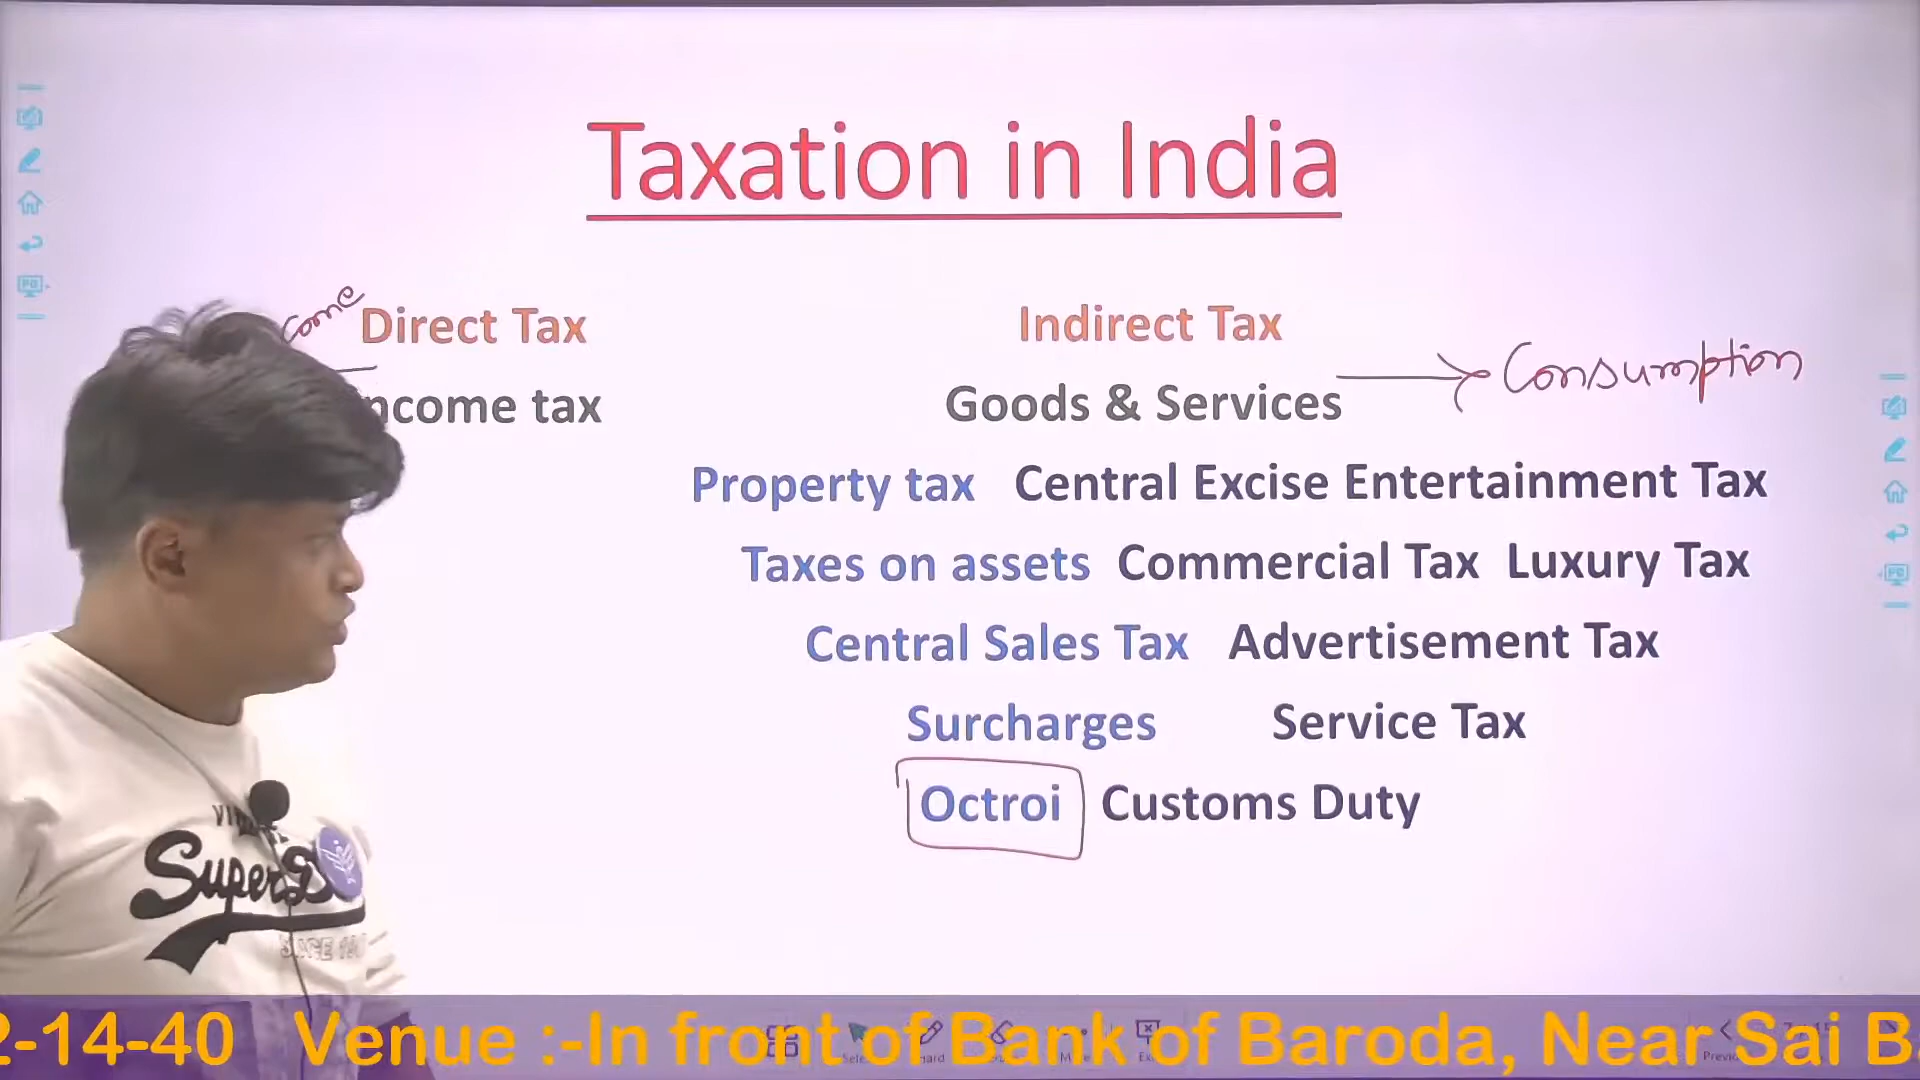 Taxation in India
come Direct Tax Indirect Tax
ncome tax Goods & Services → Consumption
Property tax Central Excise Entertainment Tax
Taxes on assets Commercial Tax Luxury Tax
Central Sales Tax Advertisement Tax
Surcharges Service Tax
Octroi Customs Duty
Super D
2-14-40 Venue :-In front of Bank of Baroda, Near Sai B